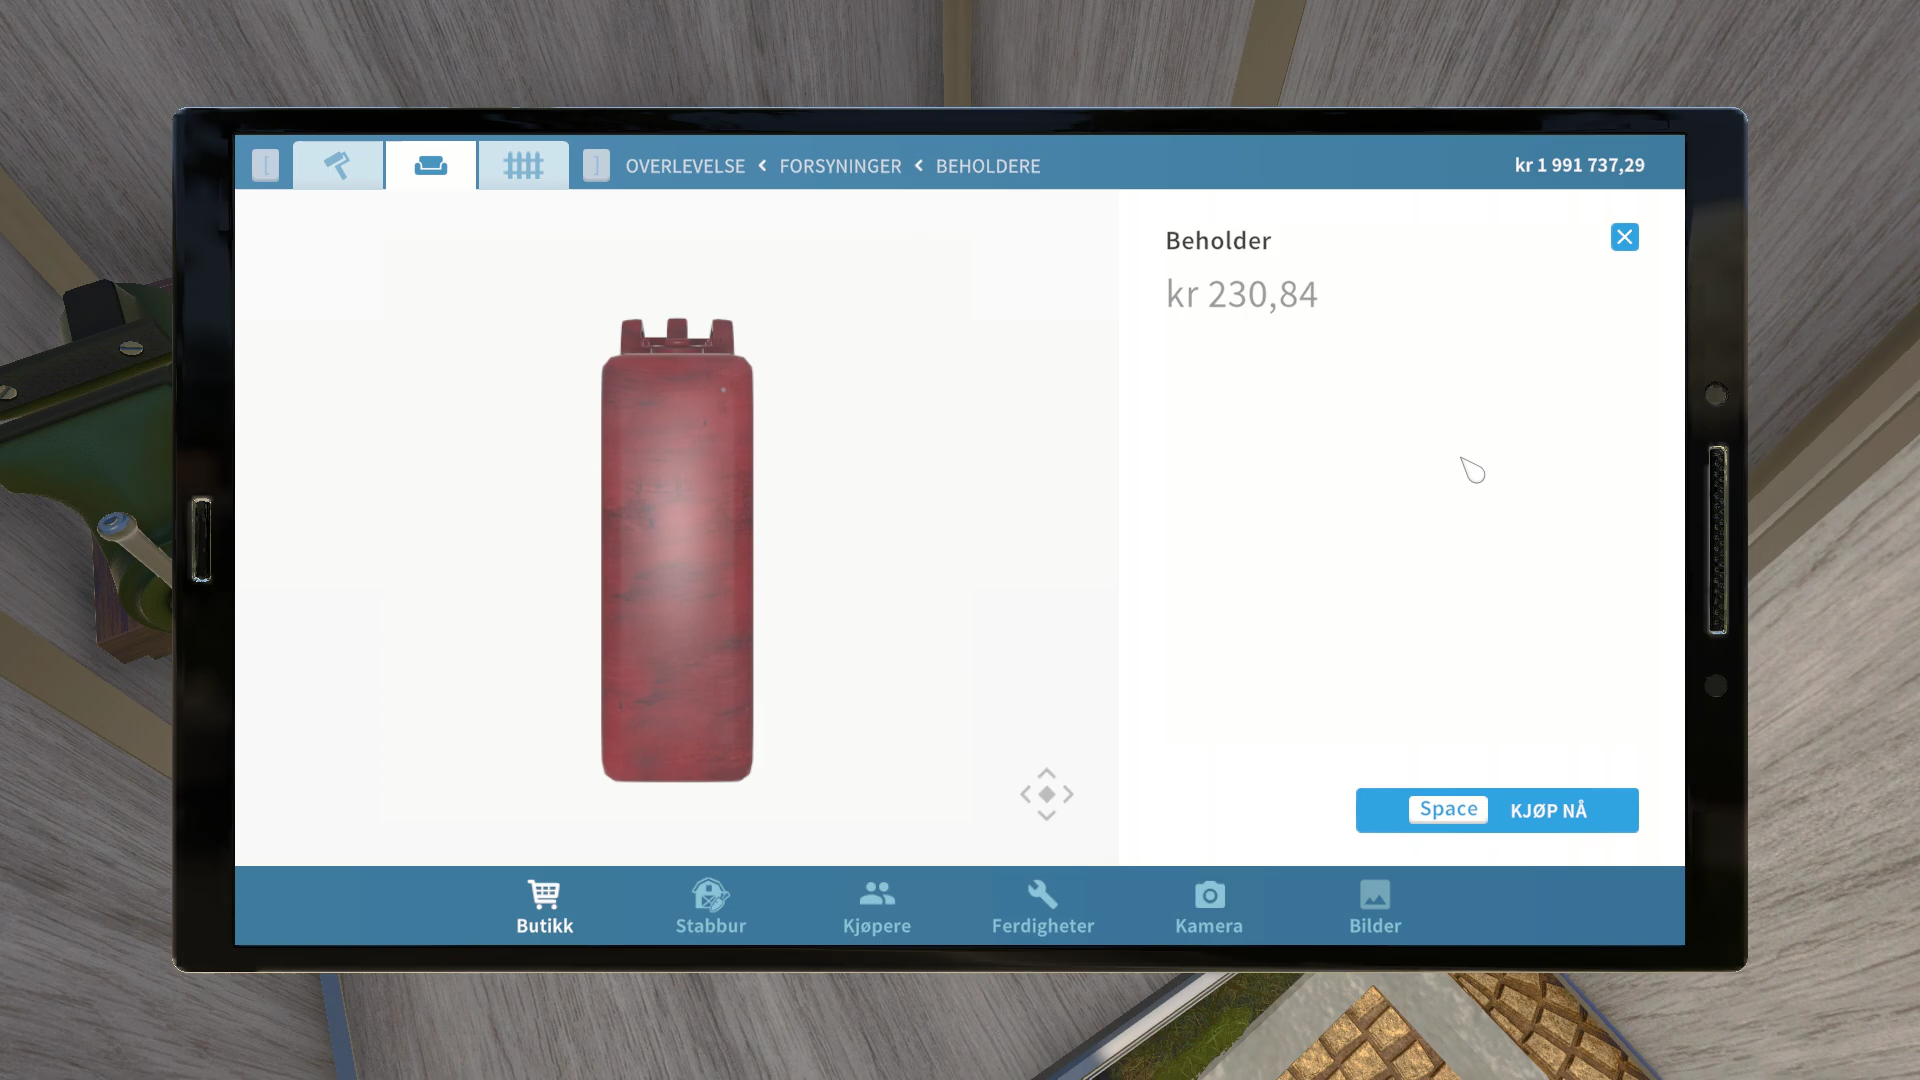 [ ] OVERLEVELSE < FORSYNINGER < BEHOLDERE kr 1 991 737,29
Beholder
kr 230,84
Space KJØP NÅ
Butikk Stabbur Kjøpere Ferdigheter Kamera Bilder